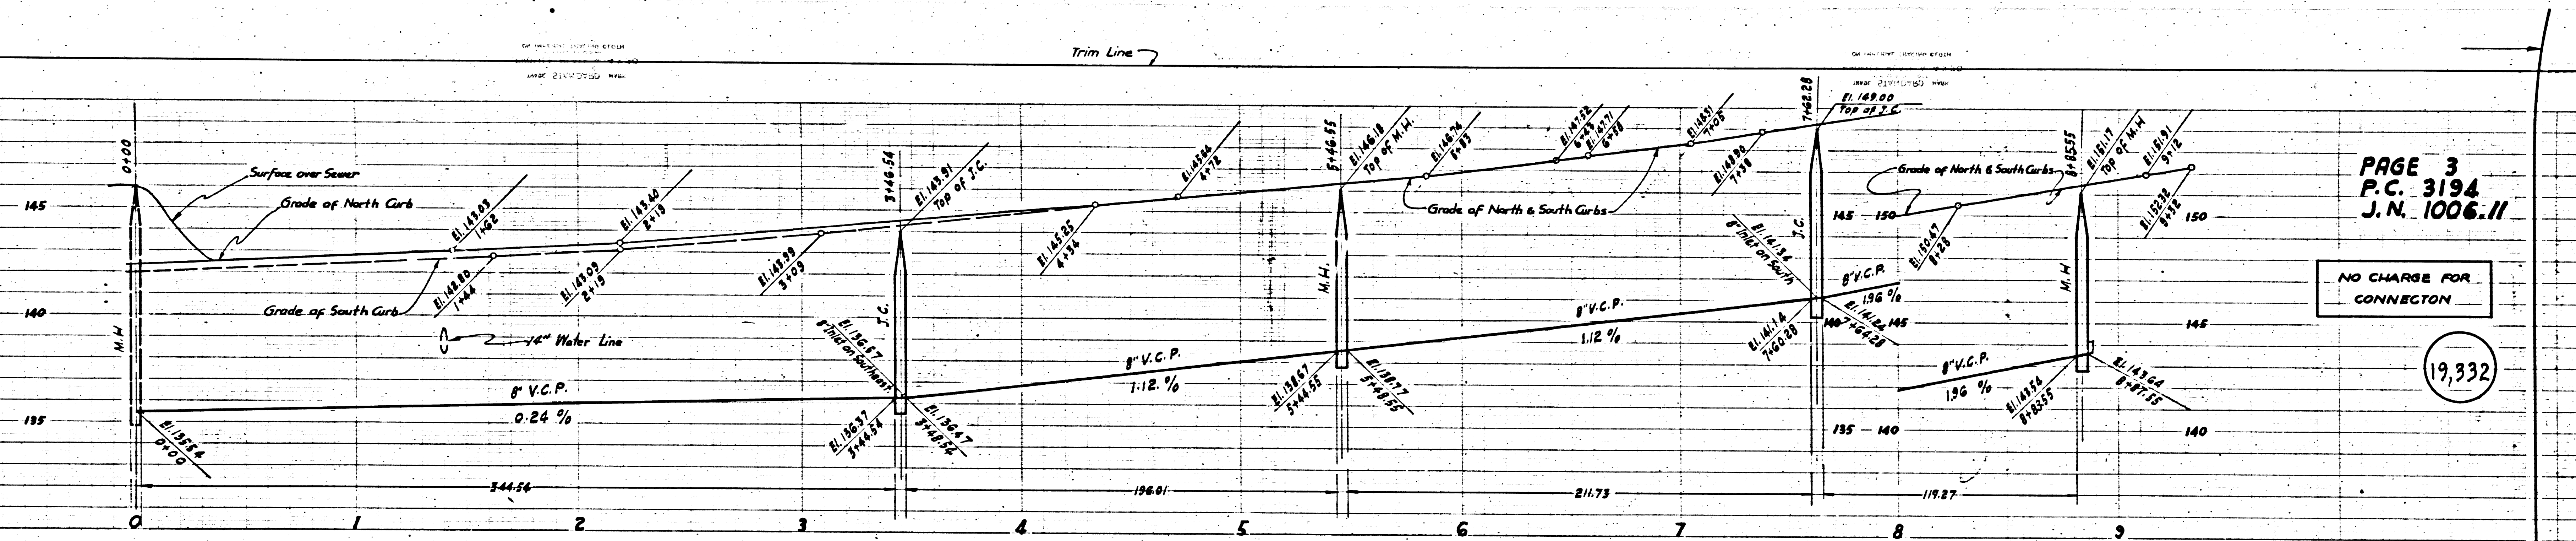 Trim Line
0+00
Surface over Sewer
Grade of North Curb
145
El. 143.03
1+62
El. 143.40
2+19
3+46.54
El. 143.91
Top of J.C.
El. 145.64
4+72
5+46.55
El. 146.18
Top of M.H.
El. 146.74
5+83
El. 147.52
6+43
El. 147.71
6+58
El. 148.51
7+05
El. 148.90
7+38
7+62.28
El. 149.00
Top of J.C.
Grade of North & South Curbs
Grade of North & South Curbs
8+85.55
El. 151.17
Top of M.H
El. 151.91
9+12
El. 152.32
9+32
PAGE 3
P.C. 3194
J.N. 1006.11
145
150
150
El. 142.80
1+44
El. 143.09
2+19
El. 143.99
3+09
El. 145.25
4+34
El. 141.34
8" Inlet on South
El. 150.47
8+28
Grade of South Curb
140
M.H
14" Water Line
El. 136.57
8" Inlet on Southeast
J.C.
M.H.
J.C.
M.H
8" V.C.P.
1.12 %
8" V.C.P.
1.96 %
NO CHARGE FOR
CONNECTON
El. 141.14
7+60.28
El. 141.24
7+64.28
140
145
145
8" V.C.P.
0.24 %
8" V.C.P.
1.12. %
El. 138.67
5+44.55
El. 138.77
5+48.55
8" V.C.P.
1.96 %
El. 143.56
8+83.55
El. 143.64
8+87.55
19,332
135
El. 135.54
0+00
El. 136.37
3+44.54
El. 136.47
3+48.54
135
140
140
344.54
196.01
211.73
119.27
0
1
2
3
4
5
6
7
8
9